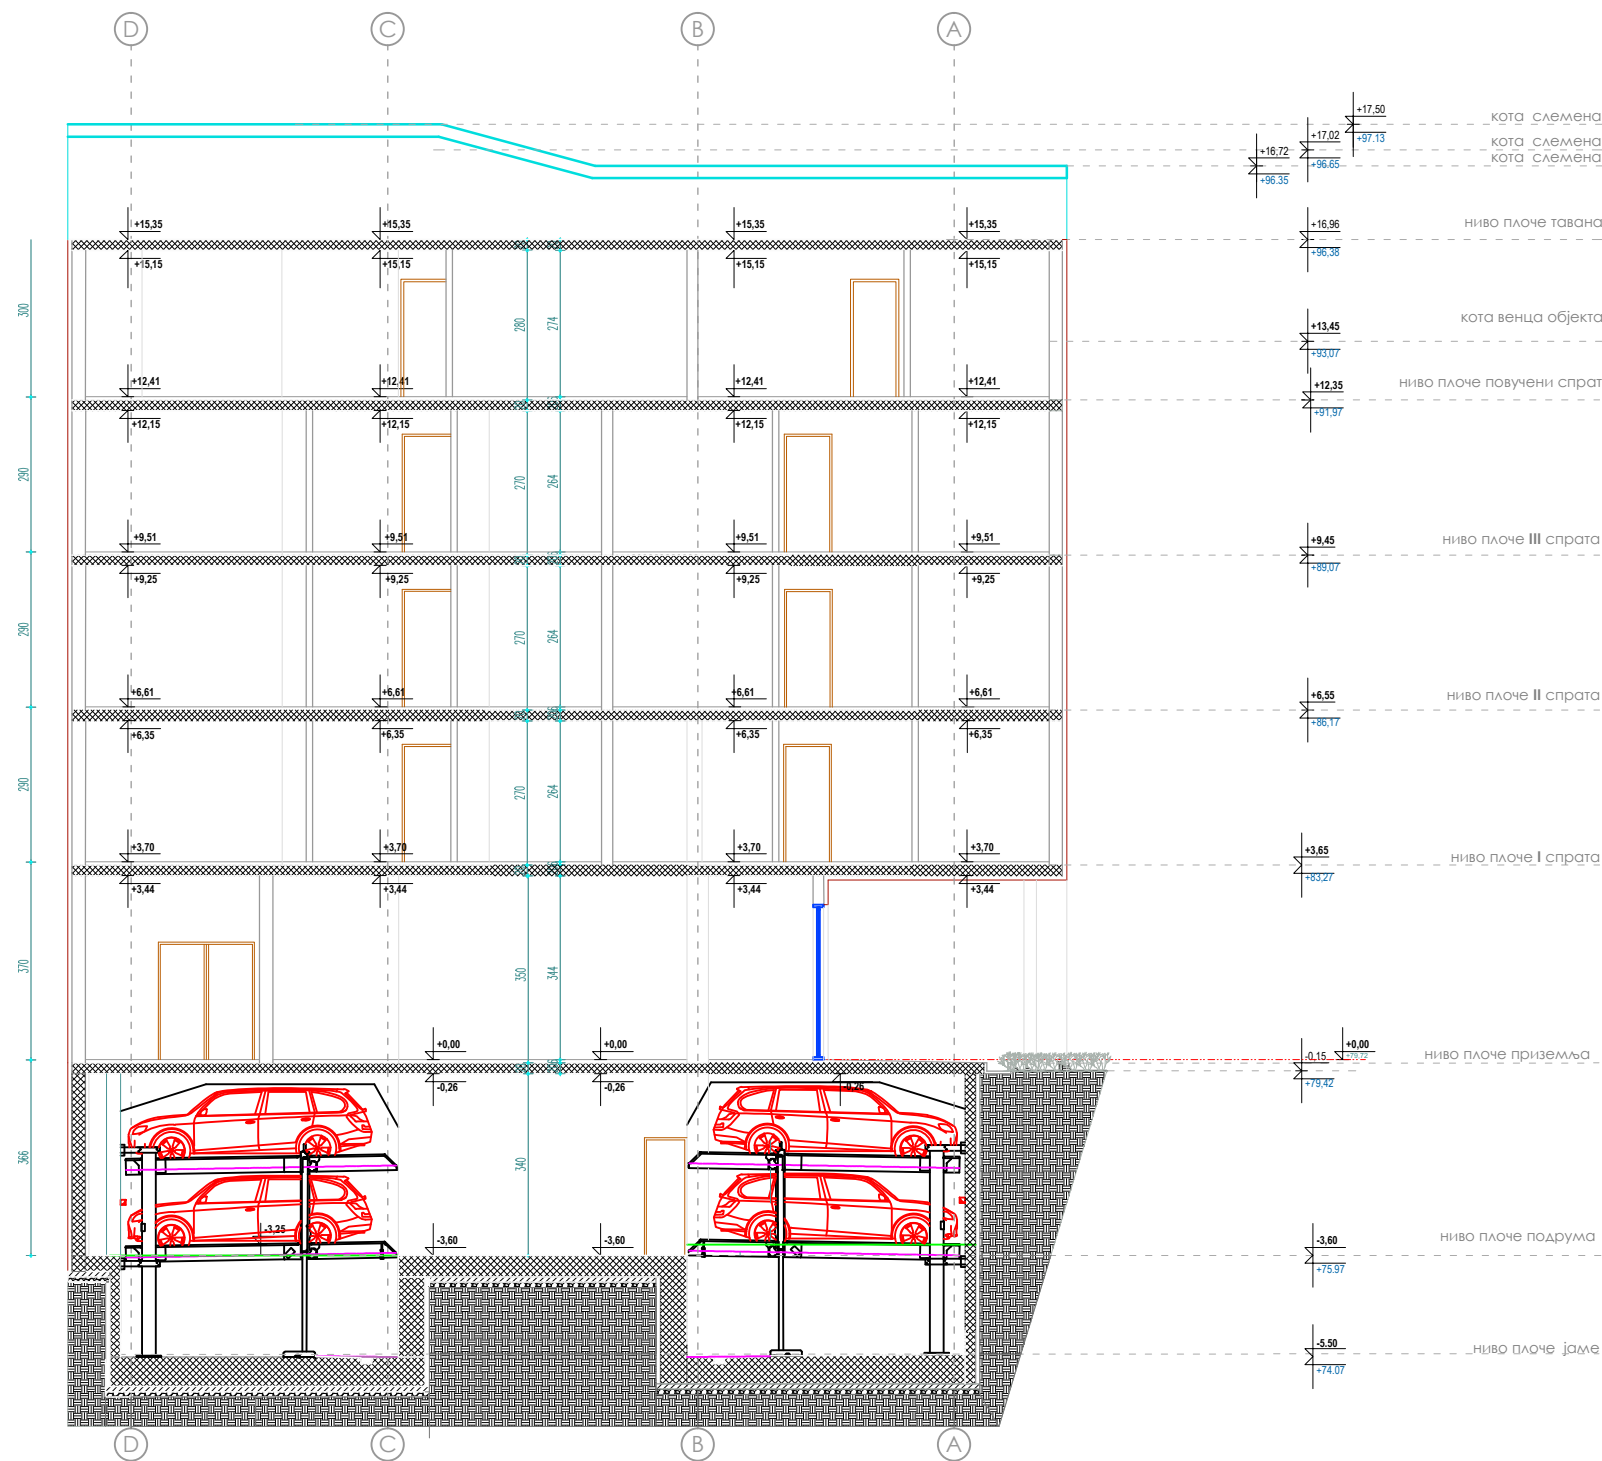 D C B A
+17,50 кота слемена
+97.13
+17,02 кота слемена
+96.65
+16,72 кота слемена
+96.35
+15,35 +15,35 +15,35 +15,35 +16,96 ниво плоче тавана
+15,15 +15,15 +15,15 +15,15 +96,38
300 280 274
+13,45 кота венца објекта
+93,07
+12,41 +12,41 +12,41 +12,41 +12,35 ниво плоче повучени спрат
+12,15 +12,15 +12,15 +12,15 +91,97
290 270 264
+9,51 +9,51 +9,51 +9,51 +9,45 ниво плоче III спрата
+9,25 +9,25 +9,25 +9,25 +89,07
290 270 264
+6,61 +6,61 +6,61 +6,61 +6,55 ниво плоче II спрата
+6,35 +6,35 +6,35 +6,35 +86,17
290 270 264
+3,70 +3,70 +3,70 +3,70 +3,65 ниво плоче I спрата
+3,44 +3,44 +3,44 +3,44 +83,27
370 350 344
+0,00 +0,00 -0,15 +0,00 ниво плоче приземља
+79.72
-0,26 -0,26 -0,26 +79,42
366 340
-3,25
-3,60 -3,60 -3,60 ниво плоче подрума
+75.97
-5.50 ниво плоче јаме
+74.07
D C B A